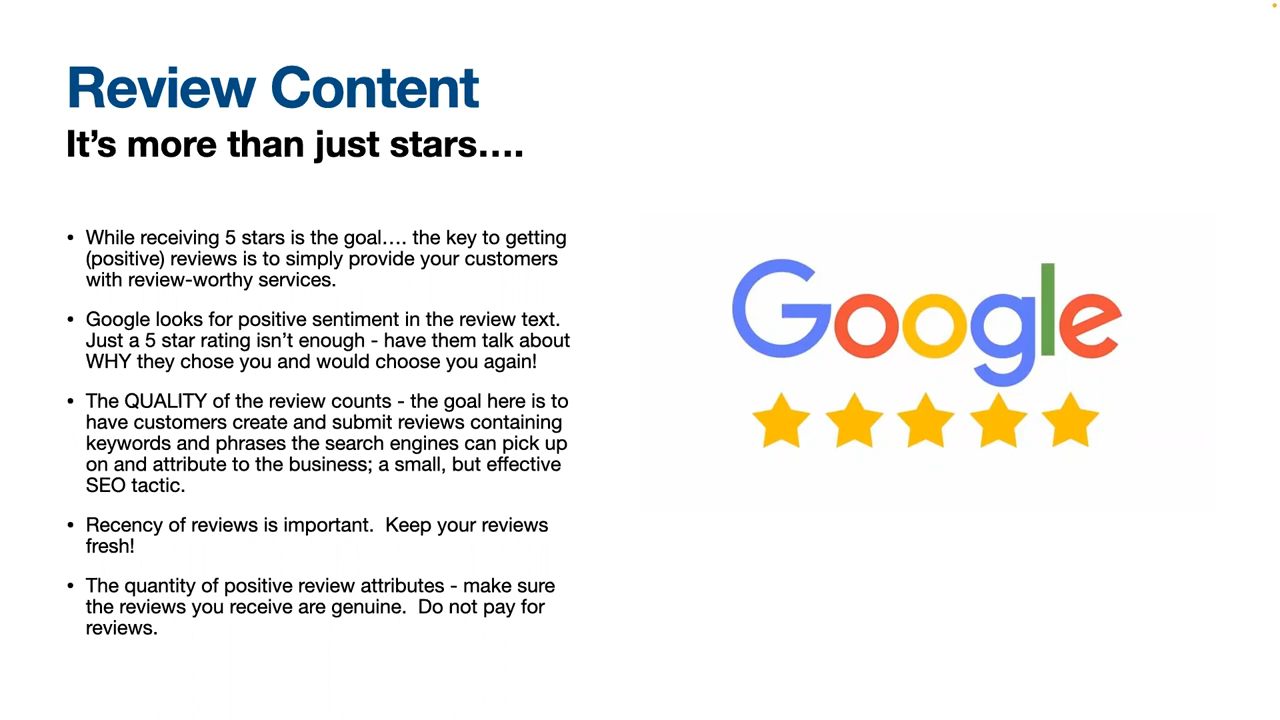 Review Content
It’s more than just stars….
• While receiving 5 stars is the goal…. the key to getting
(positive) reviews is to simply provide your customers
with review-worthy services.
• Google looks for positive sentiment in the review text.
Just a 5 star rating isn’t enough - have them talk about
WHY they chose you and would choose you again!
• The QUALITY of the review counts - the goal here is to
have customers create and submit reviews containing
keywords and phrases the search engines can pick up
on and attribute to the business; a small, but effective
SEO tactic.
• Recency of reviews is important.  Keep your reviews
fresh!
• The quantity of positive review attributes - make sure
the reviews you receive are genuine.  Do not pay for
reviews.
Google